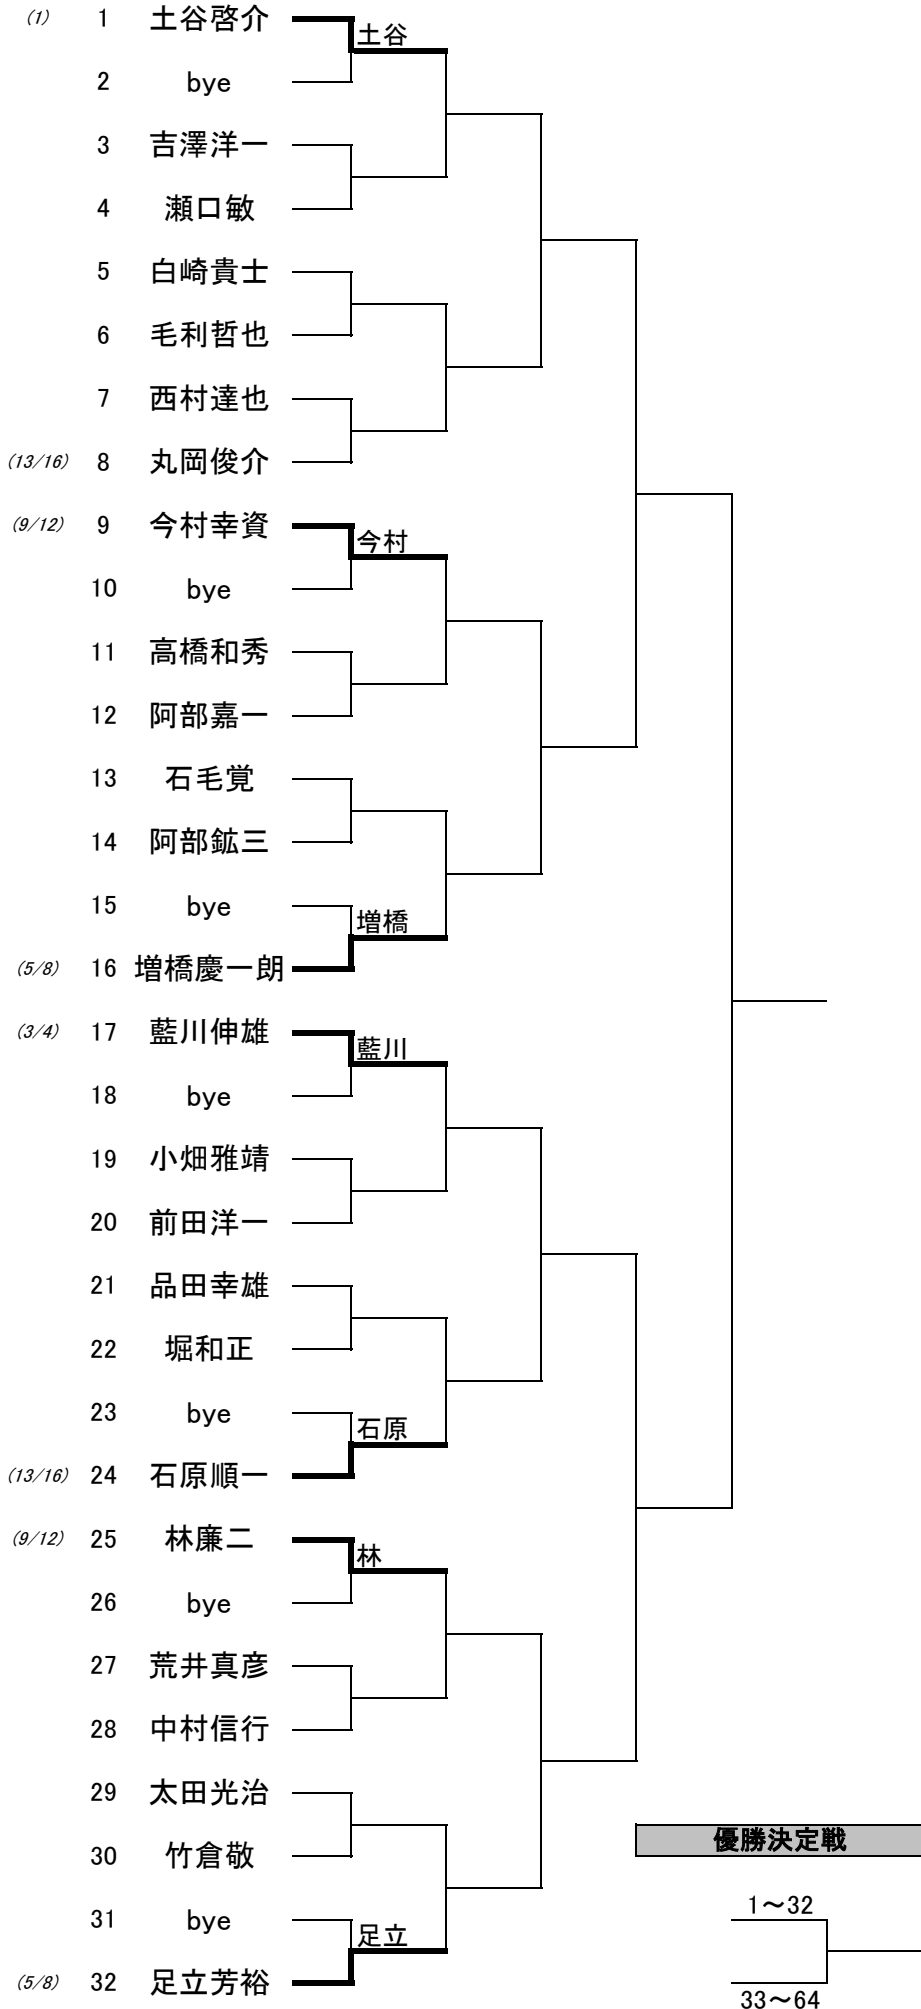 (1) 1 土谷啓介
土谷
2 bye
3 吉澤洋一
4 瀬口敏
5 白崎貴士
6 毛利哲也
7 西村達也
(13/16) 8 丸岡俊介
(9/12) 9 今村幸資
今村
10 bye
11 高橋和秀
12 阿部嘉一
13 石毛覚
14 阿部鉱三
15 bye
増橋
(5/8) 16 増橋慶一朗
(3/4) 17 藍川伸雄
藍川
18 bye
19 小畑雅靖
20 前田洋一
21 品田幸雄
22 堀和正
23 bye
石原
(13/16) 24 石原順一
(9/12) 25 林廉二
林
26 bye
27 荒井真彦
28 中村信行
29 太田光治
優勝決定戦
30 竹倉敬
1～32
31 bye
足立
(5/8) 32 足立芳裕
33～64